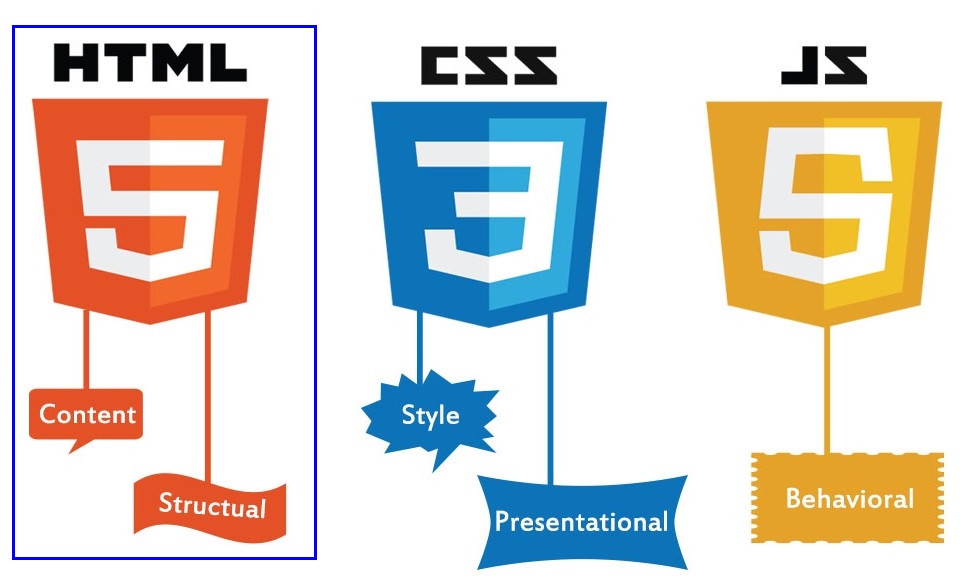 HTML
CSS
JS
5
3
5
Content
Structual
Style
Presentational
Behavioral